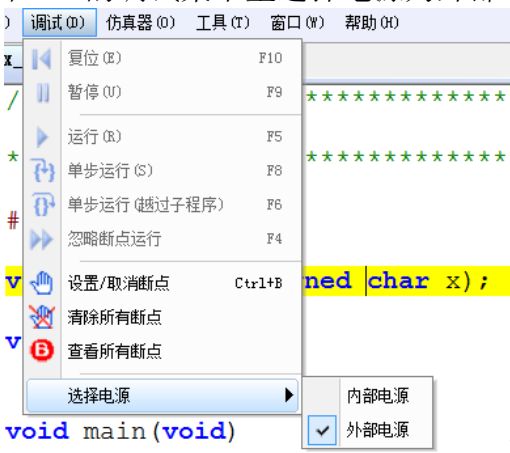 ) 调试(D) 仿真器(O) 工具(T) 窗口(W) 帮助(H)
x_
复位(E) F10
/ 暂停(U) F9 *************
运行(R) F5
* 单步运行(S) F8 *************
单步运行(越过子程序) F6
#
忽略断点运行 F4
v 设置/取消断点 Ctrl+B ned char x);
清除所有断点
v 查看所有断点
选择电源 内部电源
void main(void) 外部电源